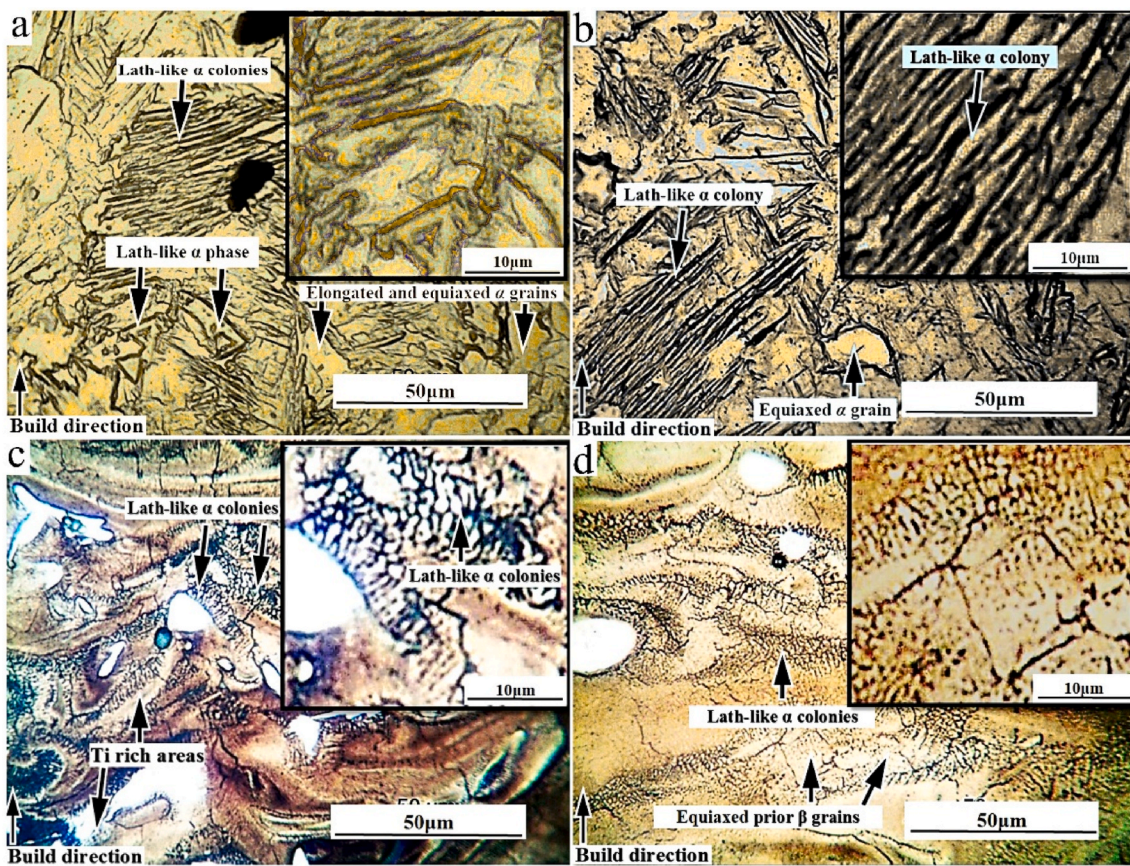 a
Lath-like α colonies
Lath-like α phase
10μm
Elongated and equiaxed α grains
50μm
Build direction
b
Lath-like α colony
Lath-like α colony
10μm
Equiaxed α grain
50μm
Build direction
c
Lath-like α colonies
Lath-like α colonies
10μm
Ti rich areas
50μm
Build direction
d
10μm
Lath-like α colonies
Equiaxed prior β grains
50μm
Build direction